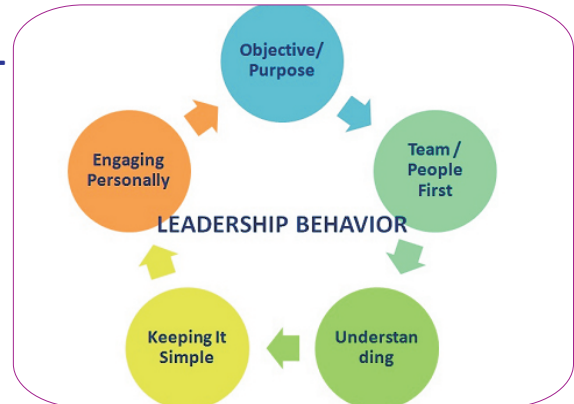 Objective/
Purpose
Team /
People
First
Engaging
Personally
LEADERSHIP BEHAVIOR
Understan
ding
Keeping It
Simple